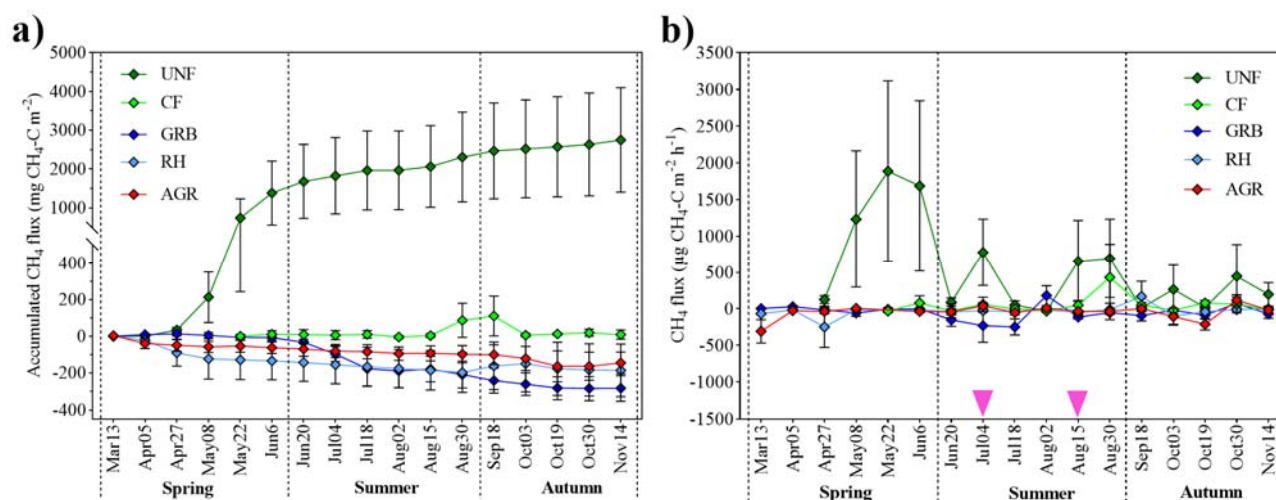 a)
Accumulated CH4 flux (mg CH4-C m-2)
5000
4000
3000
2000
1000
400
200
0
-200
-400
UNF
CF
GRB
RH
AGR
Mar13
Apr05
Apr27
May08
May22
Jun6
Jun20
Jul04
Jul18
Aug02
Aug15
Aug30
Sep18
Oct03
Oct19
Oct30
Nov14
Spring
Summer
Autumn
b)
CH4 flux (µg CH4-C m-2 h-1)
3500
3000
2500
2000
1500
1000
500
0
-500
-1000
-1500
UNF
CF
GRB
RH
AGR
Mar13
Apr05
Apr27
May08
May22
Jun6
Jun20
Jul04
Jul18
Aug02
Aug15
Aug30
Sep18
Oct03
Oct19
Oct30
Nov14
Spring
Summer
Autumn